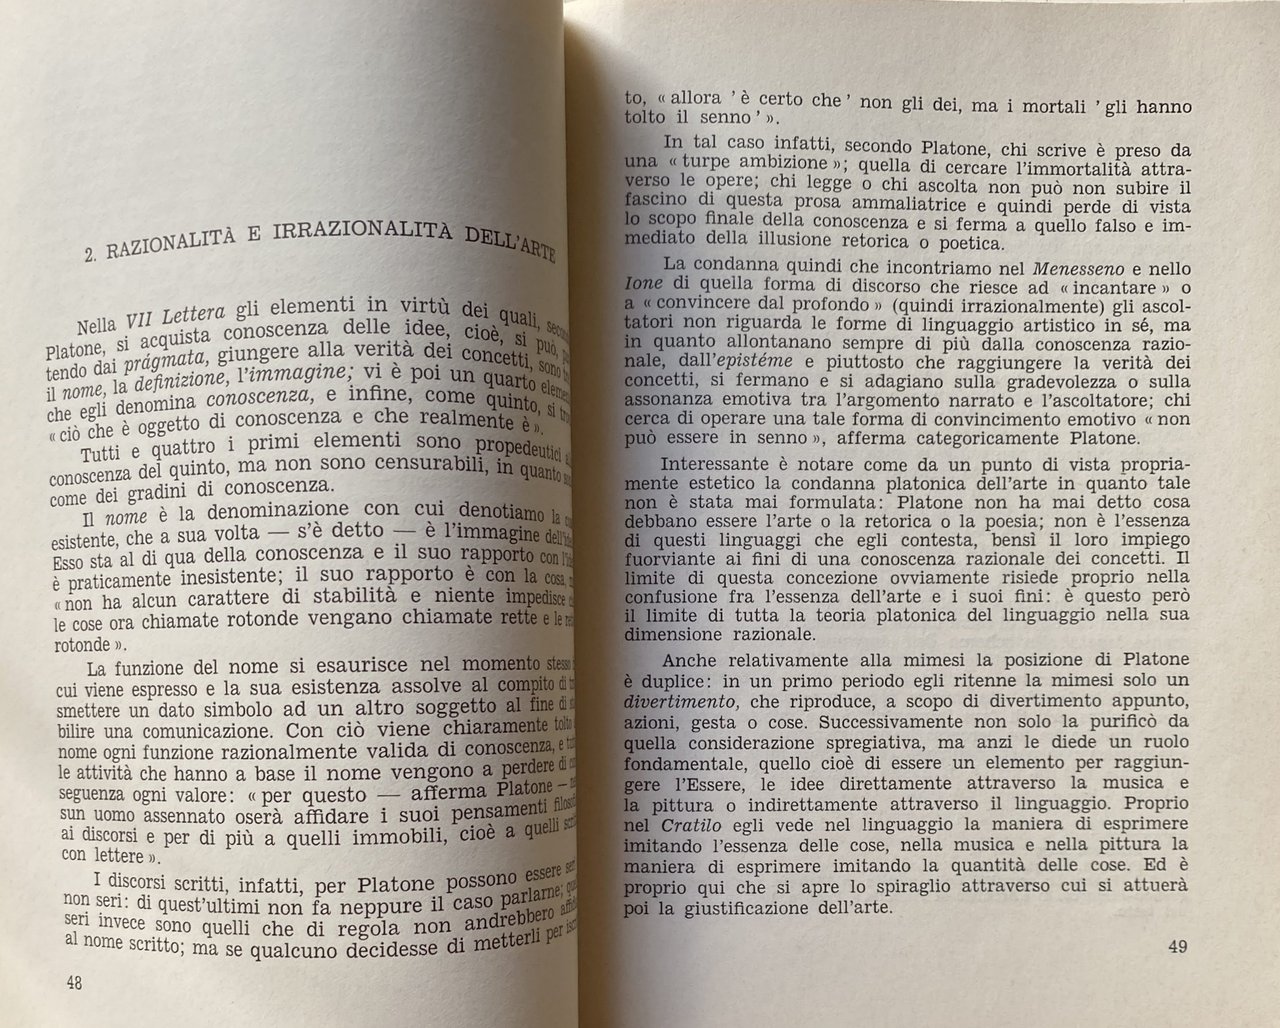 2. RAZIONALITÀ E IRRAZIONALITÀ DELL'ARTE
Nella VII Lettera gli elementi in virtù dei quali,
Platone, si acquista conoscenza delle idee, cioè, si può,
tendo dai prágmata, giungere alla verità dei concetti, sono
il nome, la definizione, l'immagine; vi è poi un quarto
che egli denomina conoscenza, e infine, come quinto, si
« ciò che è oggetto di conoscenza e che realmente è ».
Tutti e quattro i primi elementi sono propedeutici
conoscenza del quinto, ma non sono censurabili, in quanto
come dei gradini di conoscenza.
Il nome è la denominazione con cui denotiamo la
esistente, che a sua volta — s'è detto — è l'immagine
Esso sta al di qua della conoscenza e il suo rapporto con
è praticamente inesistente; il suo rapporto è con la cosa,
« non ha alcun carattere di stabilità e niente impedisce
le cose ora chiamate rotonde vengano chiamate rette e le
rotonde ».
La funzione del nome si esaurisce nel momento stesso
cui viene espresso e la sua esistenza assolve al compito di
smettere un dato simbolo ad un altro soggetto al fine di
bilire una comunicazione. Con ciò viene chiaramente tolto
nome ogni funzione razionalmente valida di conoscenza, e
le attività che hanno a base il nome vengono a perdere di
seguenza ogni valore: « per questo — afferma Platone —
sun uomo assennato oserà affidare i suoi pensamenti
ai discorsi e per di più a quelli immobili, cioè a quelli
con lettere ».
I discorsi scritti, infatti, per Platone possono essere
non seri: di quest'ultimi non fa neppure il caso parlarne;
seri invece sono quelli che di regola non andrebbero
al nome scritto; ma se qualcuno decidesse di metterli per
48
to, « allora ' è certo che ' non gli dei, ma i mortali ' gli hanno
tolto il senno ' ».
In tal caso infatti, secondo Platone, chi scrive è preso da
una « turpe ambizione »; quella di cercare l'immortalità attra-
verso le opere; chi legge o chi ascolta non può non subire il
fascino di questa prosa ammaliatrice e quindi perde di vista
lo scopo finale della conoscenza e si ferma a quello falso e im-
mediato della illusione retorica o poetica.
La condanna quindi che incontriamo nel Menesseno e nello
Ione di quella forma di discorso che riesce ad « incantare » o
a « convincere dal profondo » (quindi irrazionalmente) gli ascol-
tatori non riguarda le forme di linguaggio artistico in sé, ma
in quanto allontanano sempre di più dalla conoscenza razio-
nale, dall'epistéme e piuttosto che raggiungere la verità dei
concetti, si fermano e si adagiano sulla gradevolezza o sulla
assonanza emotiva tra l'argomento narrato e l'ascoltatore; chi
cerca di operare una tale forma di convincimento emotivo « non
può essere in senno », afferma categoricamente Platone.
Interessante è notare come da un punto di vista propria-
mente estetico la condanna platonica dell'arte in quanto tale
non è stata mai formulata: Platone non ha mai detto cosa
debbano essere l'arte o la retorica o la poesia; non è l'essenza
di questi linguaggi che egli contesta, bensì il loro impiego
fuorviante ai fini di una conoscenza razionale dei concetti. Il
limite di questa concezione ovviamente risiede proprio nella
confusione fra l'essenza dell'arte e i suoi fini: è questo però
il limite di tutta la teoria platonica del linguaggio nella sua
dimensione razionale.
Anche relativamente alla mimesi la posizione di Platone
è duplice: in un primo periodo egli ritenne la mimesi solo un
divertimento, che riproduce, a scopo di divertimento appunto,
azioni, gesta o cose. Successivamente non solo la purificò da
quella considerazione spregiativa, ma anzi le diede un ruolo
fondamentale, quello cioè di essere un elemento per raggiun-
gere l'Essere, le idee direttamente attraverso la musica e
la pittura o indirettamente attraverso il linguaggio. Proprio
nel Cratilo egli vede nel linguaggio la maniera di esprimere
imitando l'essenza delle cose, nella musica e nella pittura la
maniera di esprimere imitando la quantità delle cose. Ed è
proprio qui che si apre lo spiraglio attraverso cui si attuerà
poi la giustificazione dell'arte.
49